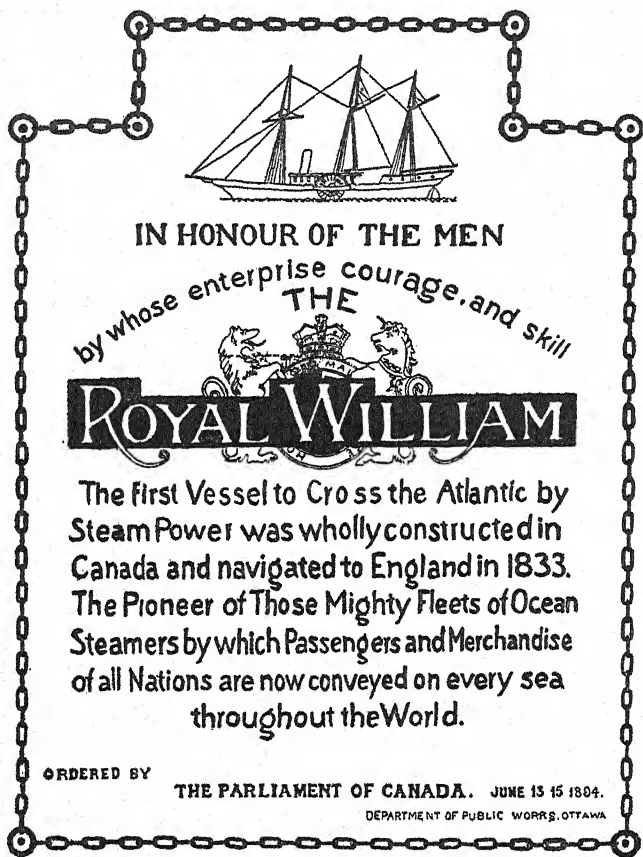 IN HONOUR OF THE MEN
by whose enterprise courage, and skill
THE
ROYAL WILLIAM
The First Vessel to Cross the Atlantic by
Steam Power was wholly constructed in
Canada and navigated to England in 1833.
The Pioneer of Those Mighty Fleets of Ocean
Steamers by which Passengers and Merchandise
of all Nations are now conveyed on every sea
throughout the World.
ORDERED BY
THE PARLIAMENT OF CANADA. JUNE 13 15 1894.
DEPARTMENT OF PUBLIC WORKS, OTTAWA